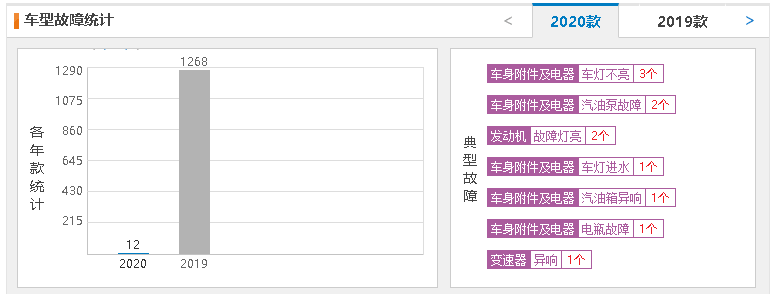 车型故障统计
< 2020款 2019款 >
各年款统计
1290
1075
860
645
430
215
12
1268
2020 2019
典型故障
车身附件及电器 车灯不亮 3个
车身附件及电器 汽油泵故障 2个
发动机 故障灯亮 2个
车身附件及电器 车灯进水 1个
车身附件及电器 汽油箱异响 1个
车身附件及电器 电瓶故障 1个
变速器 异响 1个